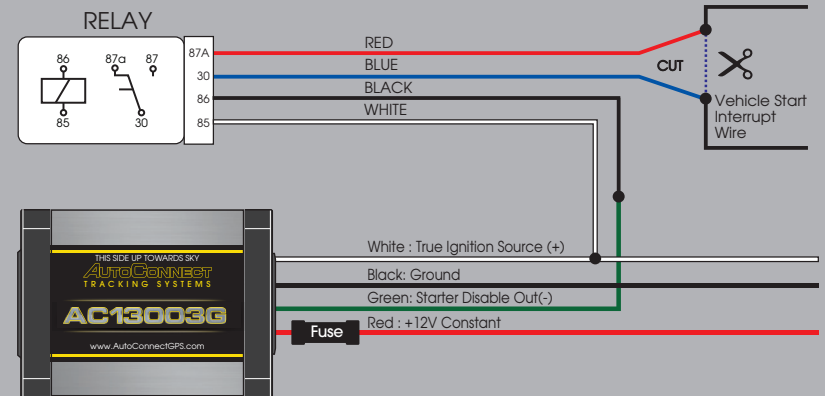 RELAY
86
87a
87
85
30
87A
30
86
85
RED
BLUE
BLACK
WHITE
CUT
Vehicle Start
Interrupt
Wire
THIS SIDE UP TOWARDS SKY
AUTOCONNECT
TRACKING SYSTEMS
AC13003G
www.AutoConnectGPS.com
White : True Ignition Source (+)
Black: Ground
Green: Starter Disable Out(-)
Red : +12V Constant
Fuse